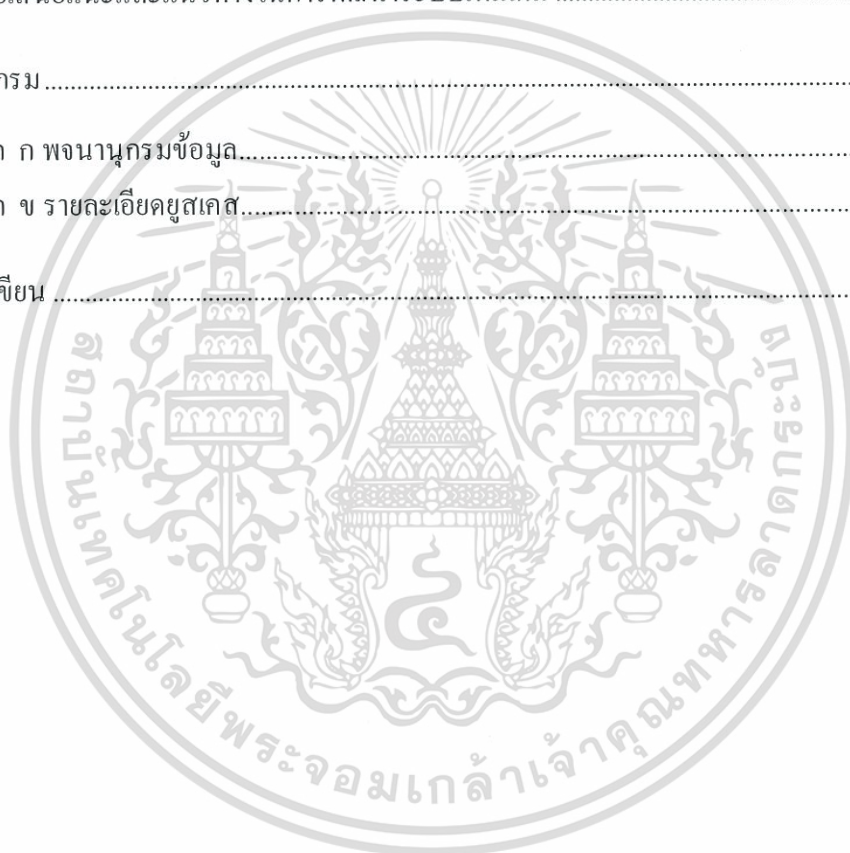 กรม
ก พจนานุกรมข้อมูล
ข รายละเอียดยูสเคส
เขียน
สถาบันเทคโนโลยีพระจอมเกล้าเจ้าคุณทหารลาดกระบัง